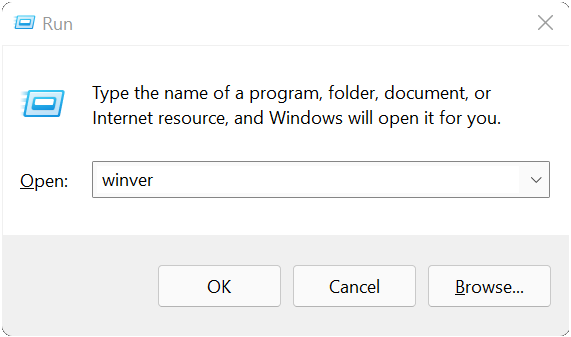 Run
Type the name of a program, folder, document, or
Internet resource, and Windows will open it for you.
Open: winver
OK Cancel Browse...